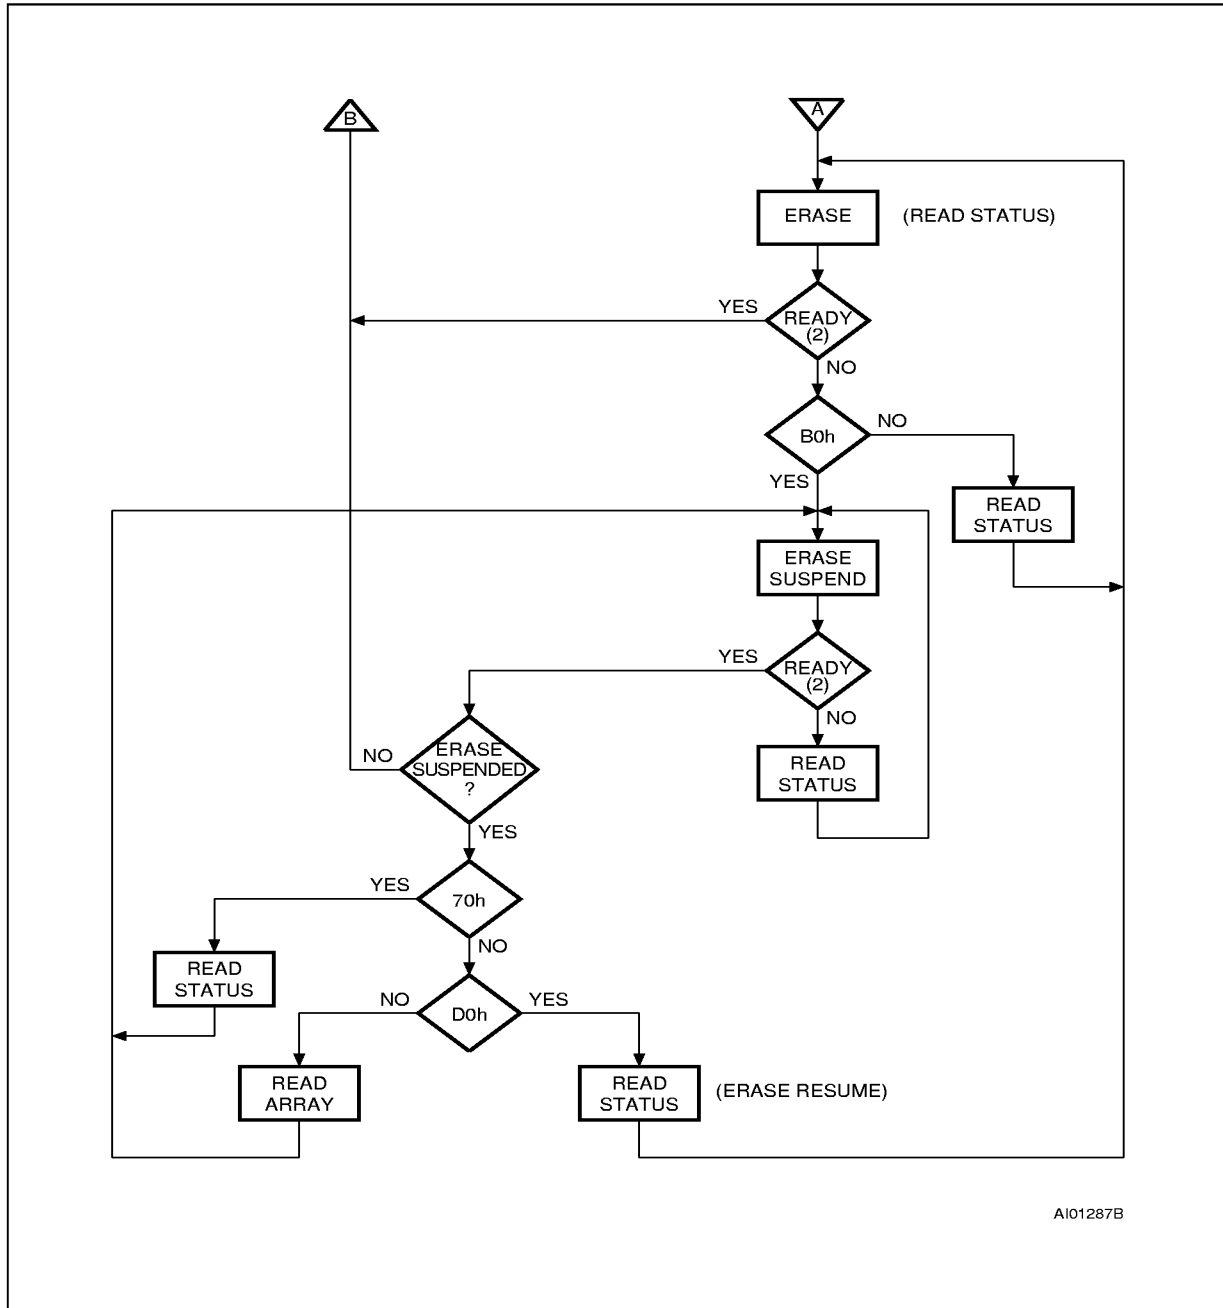 B
A
ERASE
(READ STATUS)
YES
READY
(2)
NO
B0h
NO
YES
READ
STATUS
ERASE
SUSPEND
YES
READY
(2)
NO
NO
ERASE
SUSPENDED
?
READ
STATUS
YES
YES
70h
NO
READ
STATUS
NO
D0h
YES
READ
ARRAY
READ
STATUS
(ERASE RESUME)
AI01287B